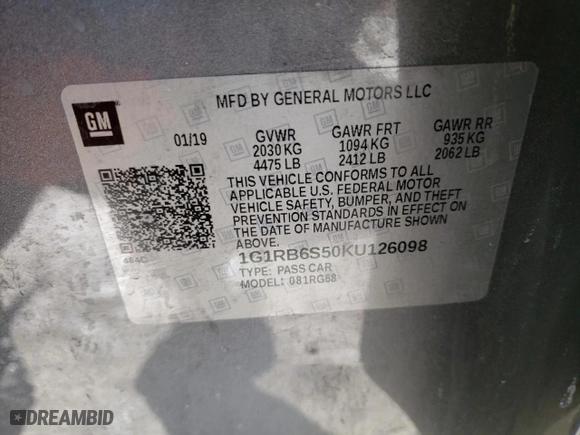 MFD BY GENERAL MOTORS LLC
GM
01/19 GVWR GAWR FRT GAWR RR
2030 KG 1094 KG 935 KG
4475 LB 2412 LB 2062 LB
THIS VEHICLE CONFORMS TO ALL
APPLICABLE U.S. FEDERAL MOTOR
VEHICLE SAFETY, BUMPER, AND THEFT
PREVENTION STANDARDS IN EFFECT ON
THE DATE OF MANUFACTURE SHOWN
ABOVE.
1G1RB6S50KU126098
TYPE: PASS CAR
MODEL: 081RG68
DREAMBID